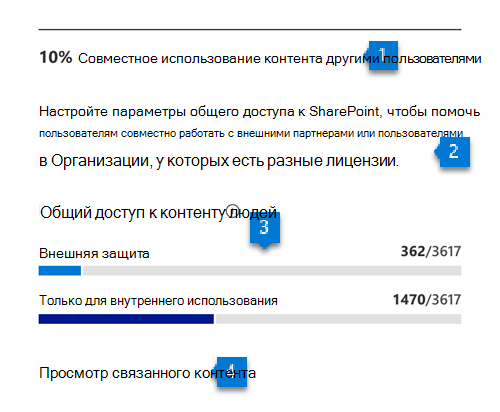 10% Совместное использование контента другими пользователями
1
Настройте параметры общего доступа к SharePoint, чтобы помочь
пользователям совместно работать с внешними партнерами или пользователями
в Организации, у которых есть разные лицензии.
2
Общий доступ к контенту людей
3
Внешняя защита 362/3617
Только для внутреннего использования 1470/3617
Просмотр связанного контента
4